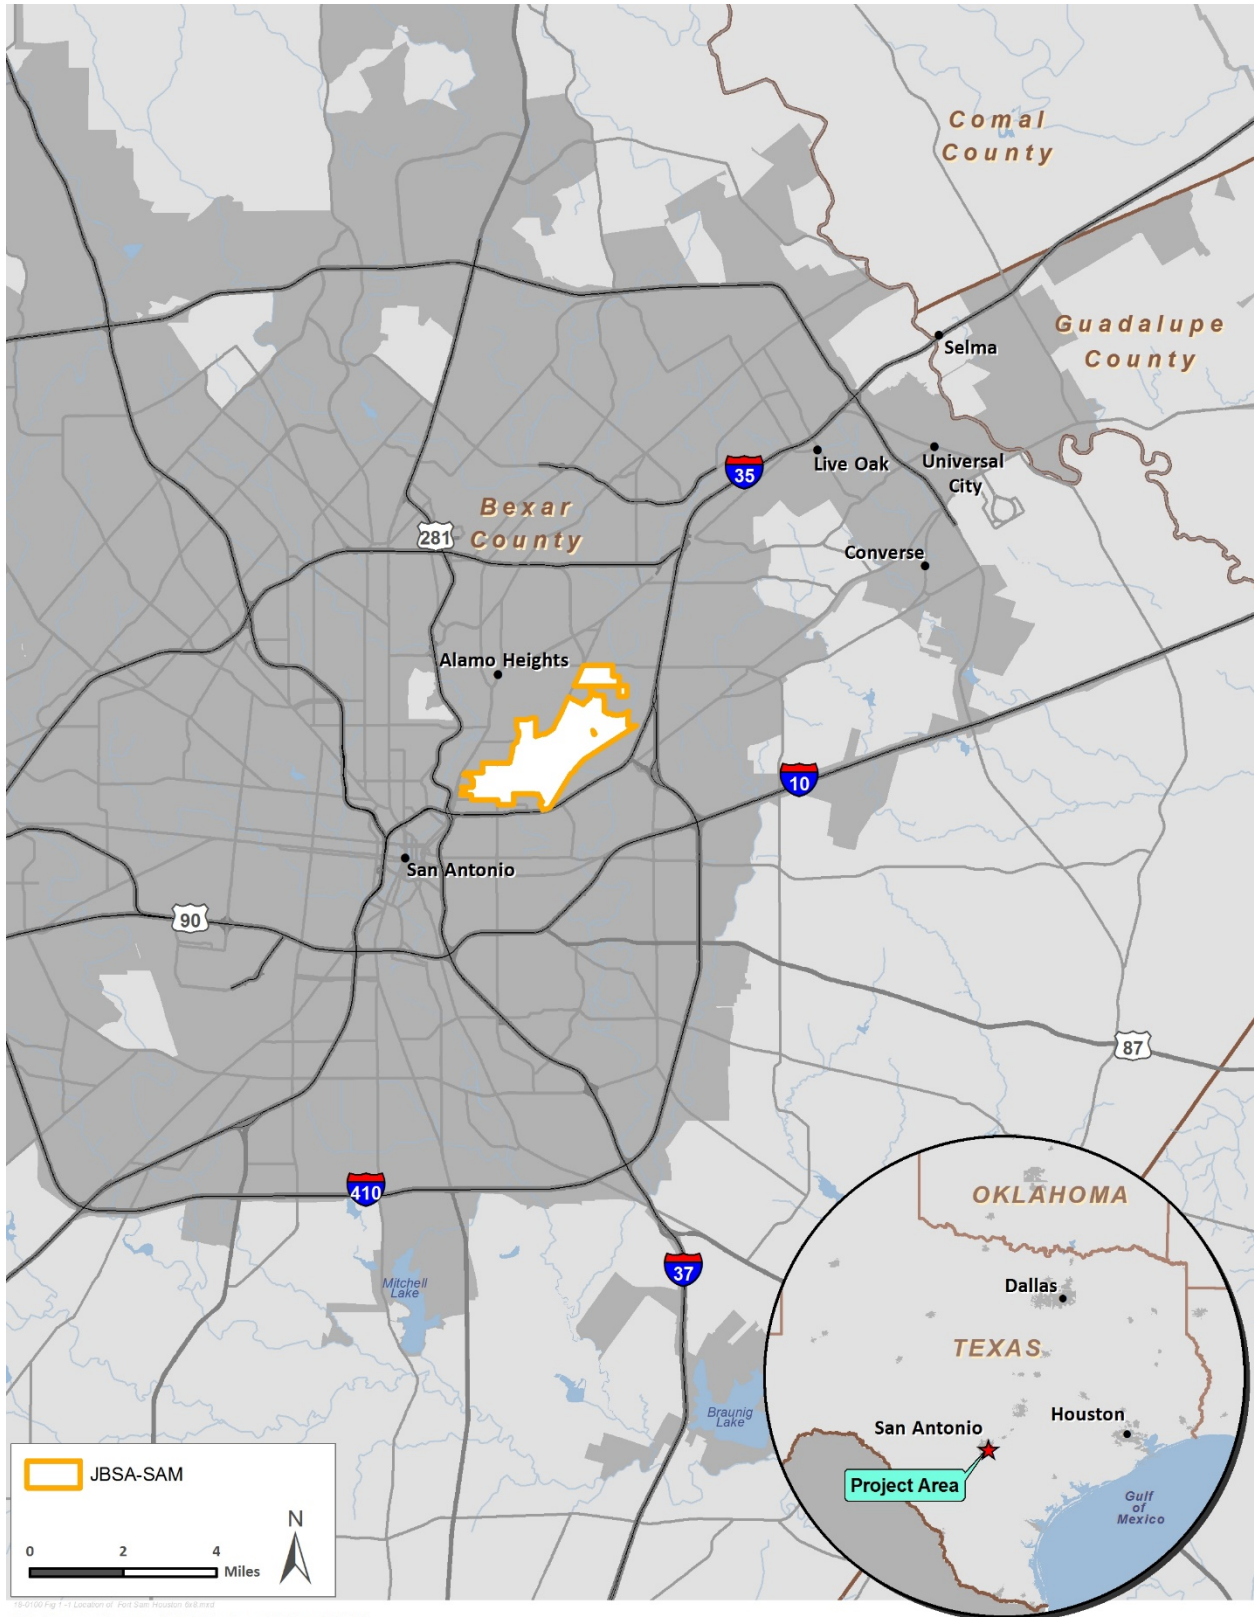 Comal
County
Guadalupe
County
Selma
Live Oak
Universal
City
35
Bexar
County
281
Converse
Alamo Heights
10
San Antonio
90
87
410
37
Mitchell
Lake
Braunig
Lake
OKLAHOMA
Dallas
TEXAS
San Antonio
Houston
Project Area
Gulf
of
Mexico
JBSA-SAM
N
0 2 4
Miles